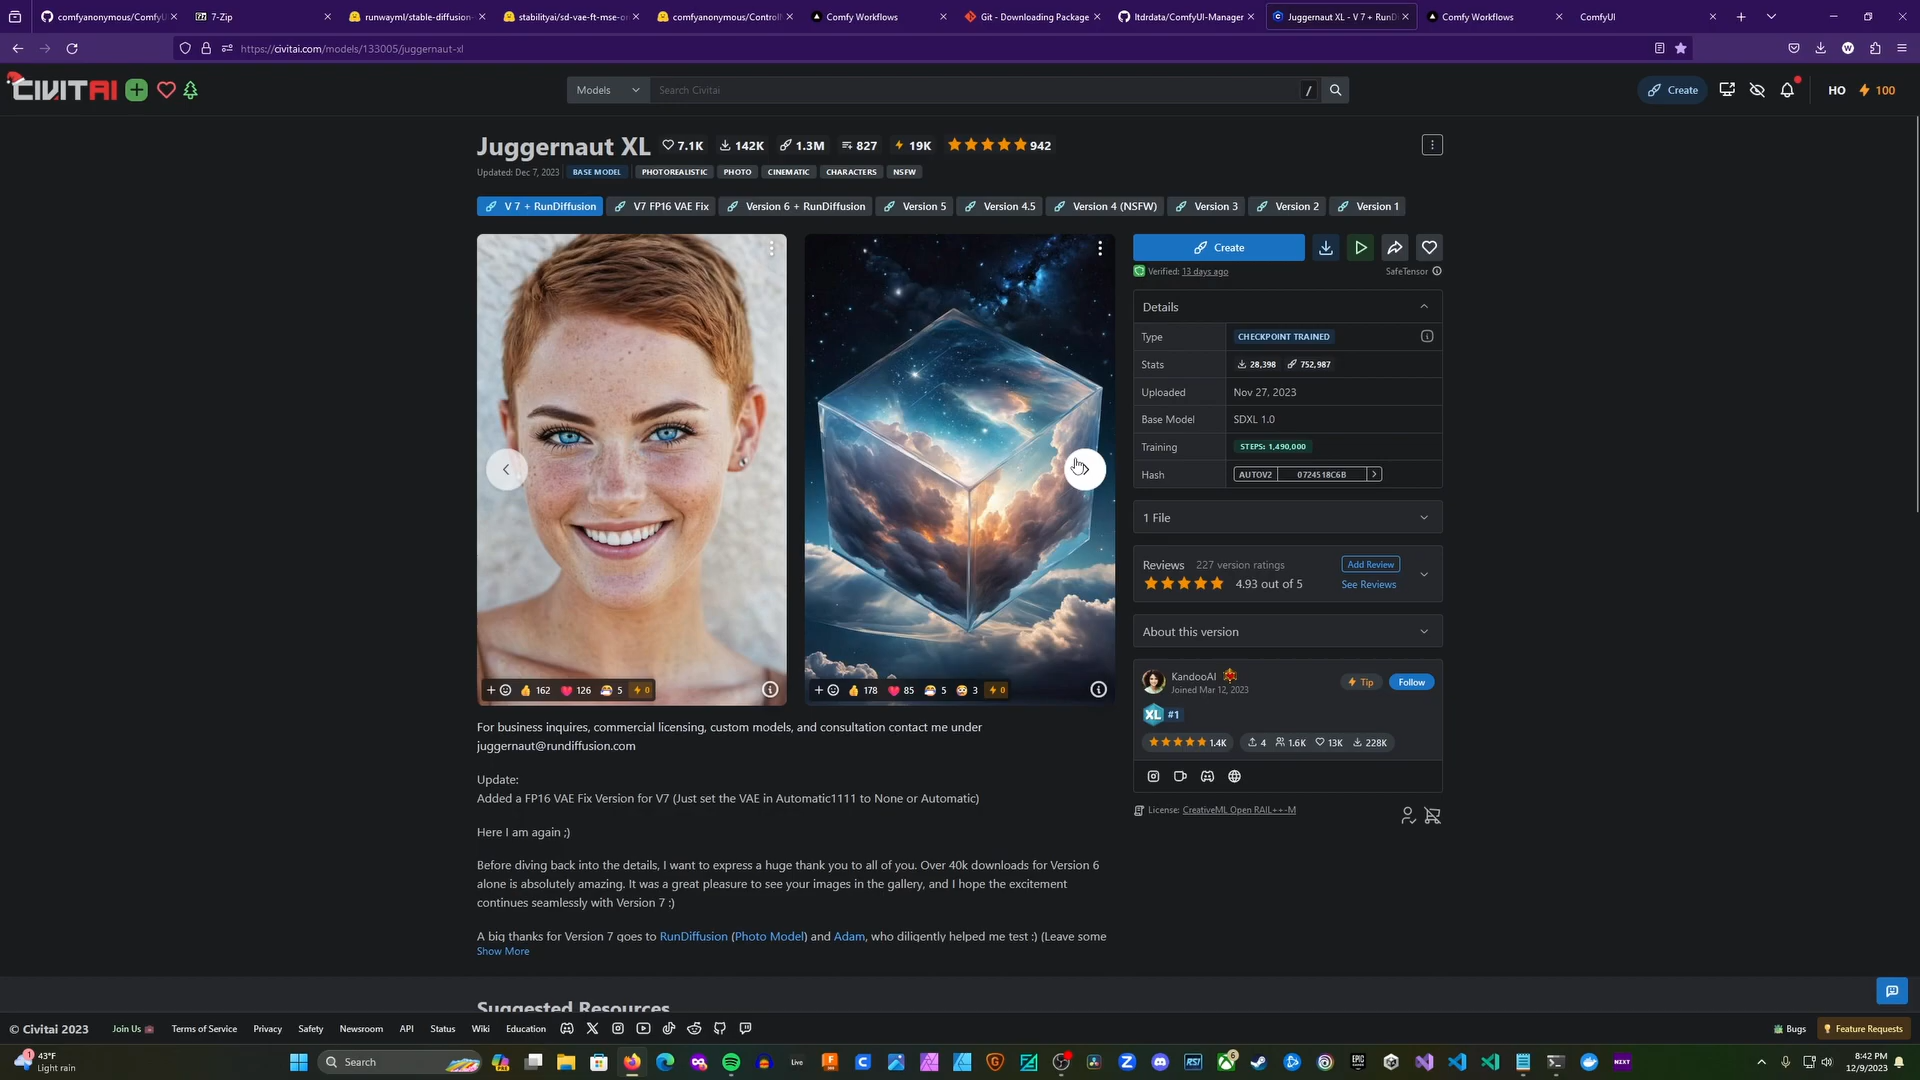 comfyanonymous/ComfyU
7-Zip
runwayml/stable-diffusion-
stabilityai/sd-vae-ft-mse-or
comfyanonymous/Control
Comfy Workflows
Git - Downloading Package
ltdrdata/ComfyUI-Manager
Juggernaut XL - V 7 + RunD
Comfy Workflows
ComfyUI
https://civitai.com/models/133005/juggernaut-xl
CIVITAI
Models
Search Civitai
/
Create
HO
100
Juggernaut XL
7.1K
142K
1.3M
827
19K
942
Updated: Dec 7, 2023
BASE MODEL
PHOTOREALISTIC
PHOTO
CINEMATIC
CHARACTERS
NSFW
V 7 + RunDiffusion
V7 FP16 VAE Fix
Version 6 + RunDiffusion
Version 5
Version 4.5
Version 4 (NSFW)
Version 3
Version 2
Version 1
Create
Verified: 13 days ago
SafeTensor
Details
Type
CHECKPOINT TRAINED
Stats
28,398
752,987
Uploaded
Nov 27, 2023
Base Model
SDXL 1.0
Training
STEPS: 1,490,000
Hash
AUTOV2
0724518C6B
1 File
Reviews
227 version ratings
Add Review
4.93 out of 5
See Reviews
About this version
KandooAI
Joined Mar 12, 2023
Tip
Follow
XL
#1
1.4K
4
1.6K
13K
228K
License: CreativeML Open RAIL++-M
162
126
5
0
178
85
5
3
0
For business inquires, commercial licensing, custom models, and consultation contact me under
juggernaut@rundiffusion.com
Update:
Added a FP16 VAE Fix Version for V7 (Just set the VAE in Automatic1111 to None or Automatic)
Here I am again ;)
Before diving back into the details, I want to express a huge thank you to all of you. Over 40k downloads for Version 6
alone is absolutely amazing. It was a great pleasure to see your images in the gallery, and I hope the excitement
continues seamlessly with Version 7 :)
A big thanks for Version 7 goes to RunDiffusion (Photo Model) and Adam, who diligently helped me test :) (Leave some
Show More
Suggested Resources
© Civitai 2023
Join Us
Terms of Service
Privacy
Safety
Newsroom
API
Status
Wiki
Education
Bugs
Feature Requests
1
43°F
Light rain
Search
Live
8:42 PM
12/9/2023